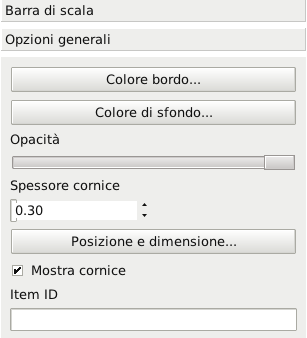 Barra di scala
Opzioni generali
Colore bordo...
Colore di sfondo...
Opacità
Spessore cornice
0.30
Posizione e dimensione...
Mostra cornice
Item ID